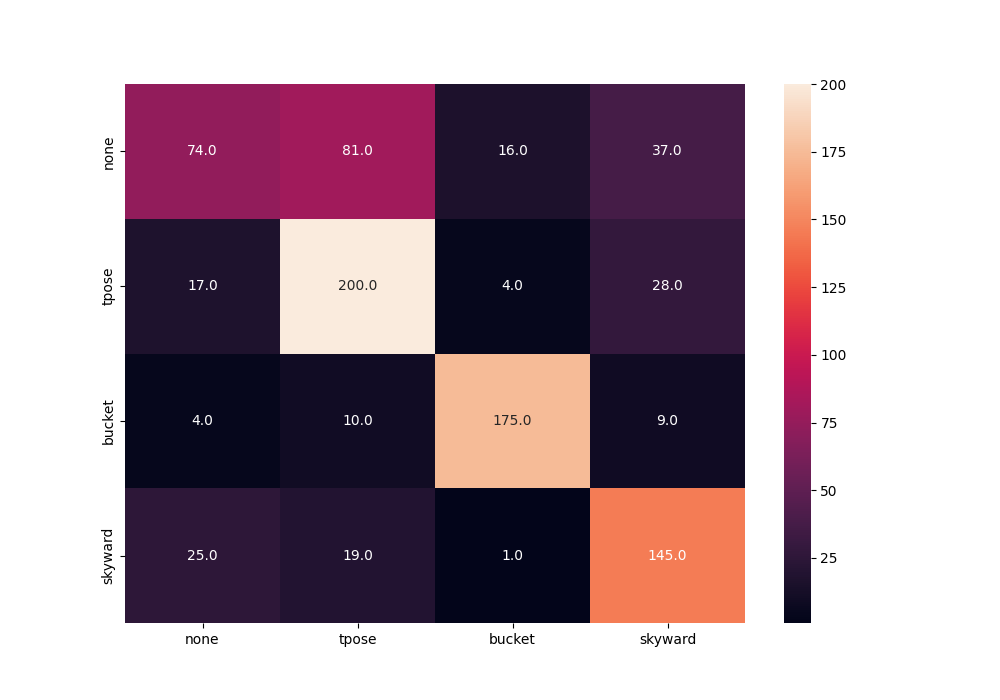 200
none 74.0 81.0 16.0 37.0
175
150
tpose 17.0 200.0 4.0 28.0
125
100
bucket 4.0 10.0 175.0 9.0
75
50
skyward 25.0 19.0 1.0 145.0
25
none tpose bucket skyward